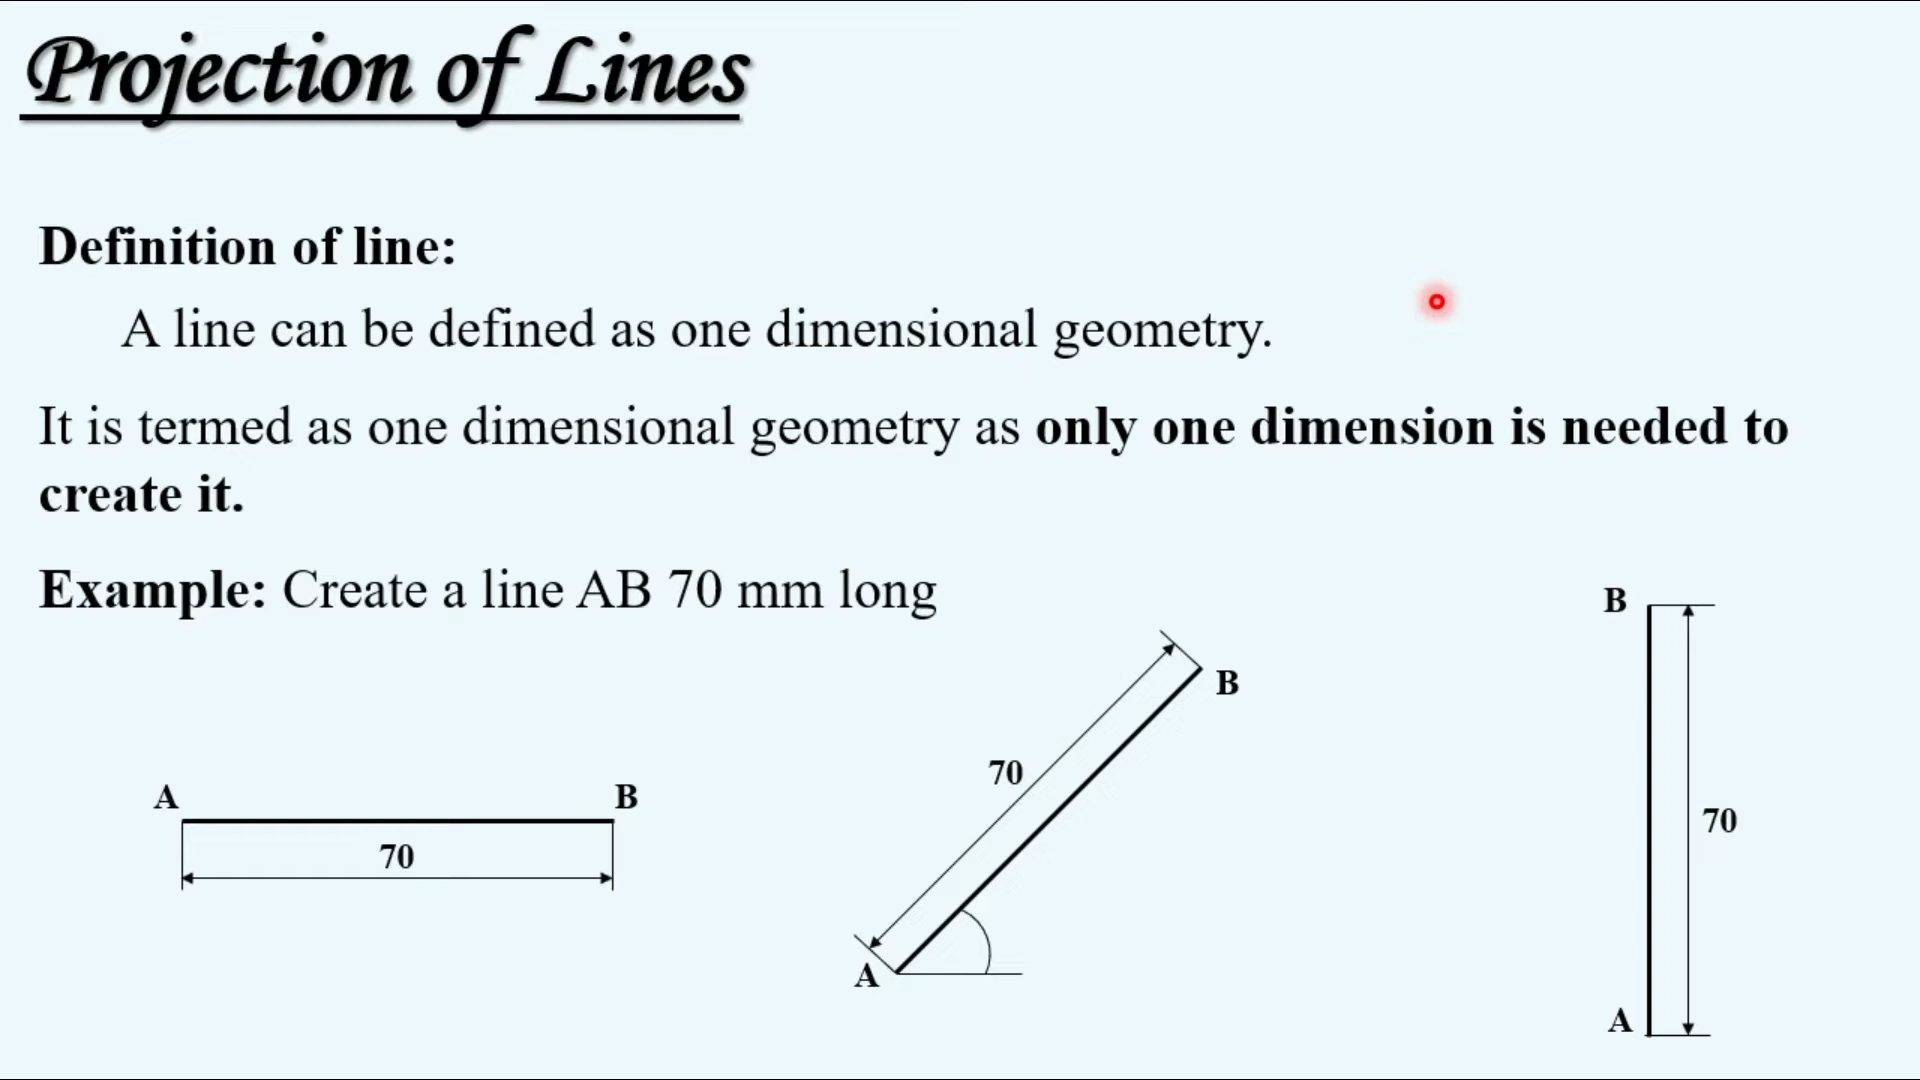 Projection of Lines
Definition of line:
A line can be defined as one dimensional geometry.
It is termed as one dimensional geometry as only one dimension is needed to
create it.
Example: Create a line AB 70 mm long
A
B
70
70
B
A
B
70
A